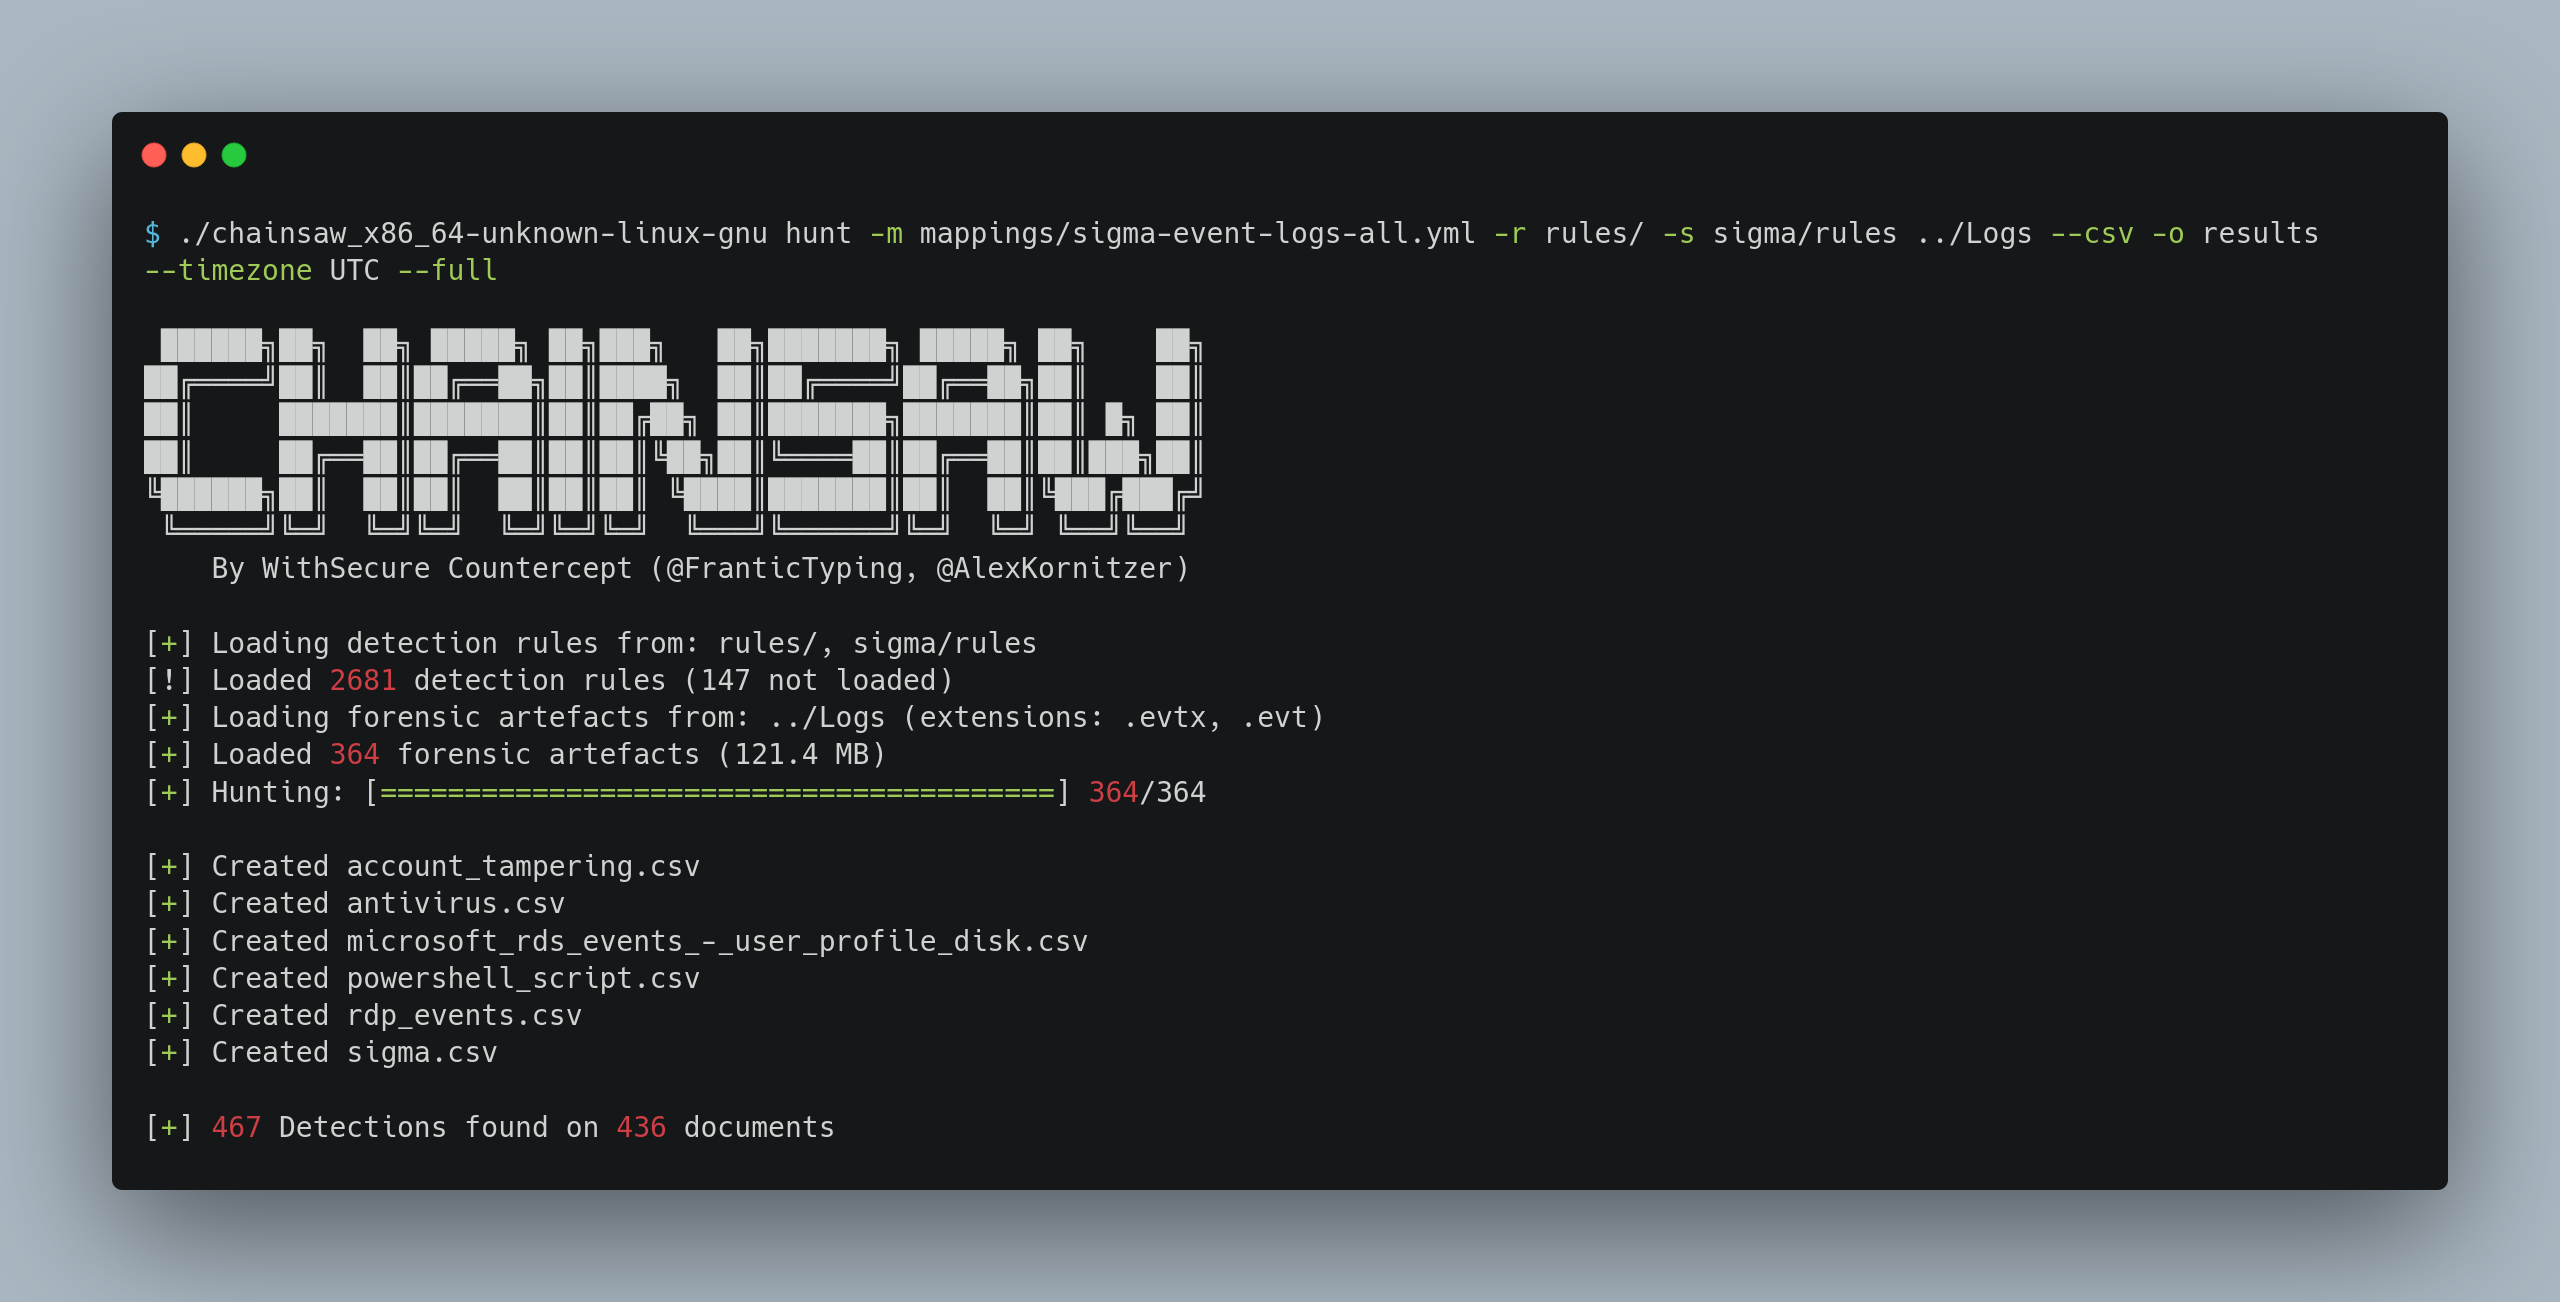 $ ./chainsaw_x86_64-unknown-linux-gnu hunt -m mappings/sigma-event-logs-all.yml -r rules/ -s sigma/rules ../Logs --csv -o results
--timezone UTC --full
CHAINSAW
By WithSecure Countercept (@FranticTyping, @AlexKornitzer)
[+] Loading detection rules from: rules/, sigma/rules
[!] Loaded 2681 detection rules (147 not loaded)
[+] Loading forensic artefacts from: ../Logs (extensions: .evtx, .evt)
[+] Loaded 364 forensic artefacts (121.4 MB)
[+] Hunting: [========================================] 364/364
[+] Created account_tampering.csv
[+] Created antivirus.csv
[+] Created microsoft_rds_events_-_user_profile_disk.csv
[+] Created powershell_script.csv
[+] Created rdp_events.csv
[+] Created sigma.csv
[+] 467 Detections found on 436 documents